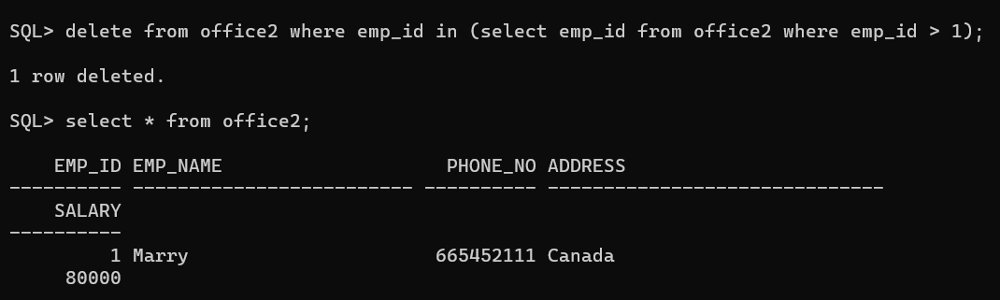 SQL> delete from office2 where emp_id in (select emp_id from office2 where emp_id > 1);
1 row deleted.
SQL> select * from office2;
    EMP_ID EMP_NAME                    PHONE_NO ADDRESS
---------- ------------------------- ---------- ------------------------------
    SALARY
----------
         1 Marry                      665452111 Canada
     80000